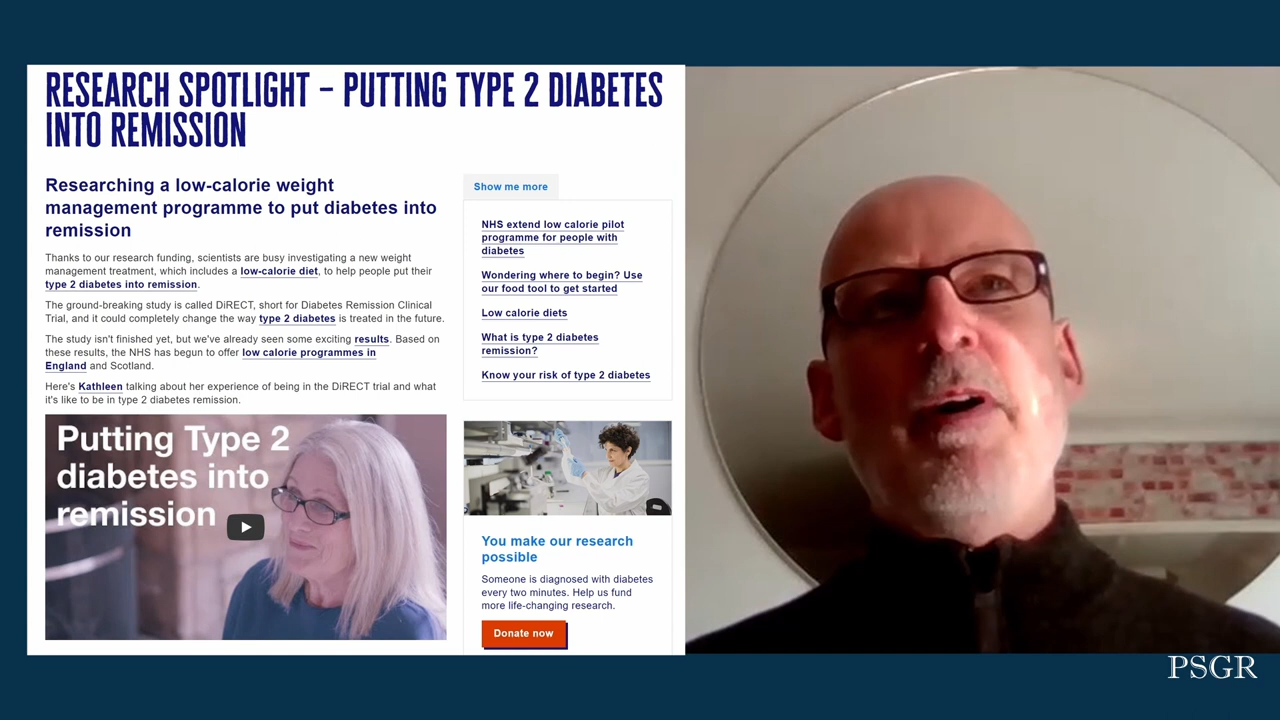 RESEARCH SPOTLIGHT – PUTTING TYPE 2 DIABETES
INTO REMISSION
Researching a low-calorie weight
management programme to put diabetes into
remission
Thanks to our research funding, scientists are busy investigating a new weight
management treatment, which includes a low-calorie diet, to help people put their
type 2 diabetes into remission.
The ground-breaking study is called DiRECT, short for Diabetes Remission Clinical
Trial, and it could completely change the way type 2 diabetes is treated in the future.
The study isn't finished yet, but we've already seen some exciting results. Based on
these results, the NHS has begun to offer low calorie programmes in
England and Scotland.
Here's Kathleen talking about her experience of being in the DiRECT trial and what
it's like to be in type 2 diabetes remission.
Putting Type 2
diabetes into
remission
Show me more
NHS extend low calorie pilot
programme for people with
diabetes
Wondering where to begin? Use
our food tool to get started
Low calorie diets
What is type 2 diabetes
remission?
Know your risk of type 2 diabetes
You make our research
possible
Someone is diagnosed with diabetes
every two minutes. Help us fund
more life-changing research.
Donate now
PSGR